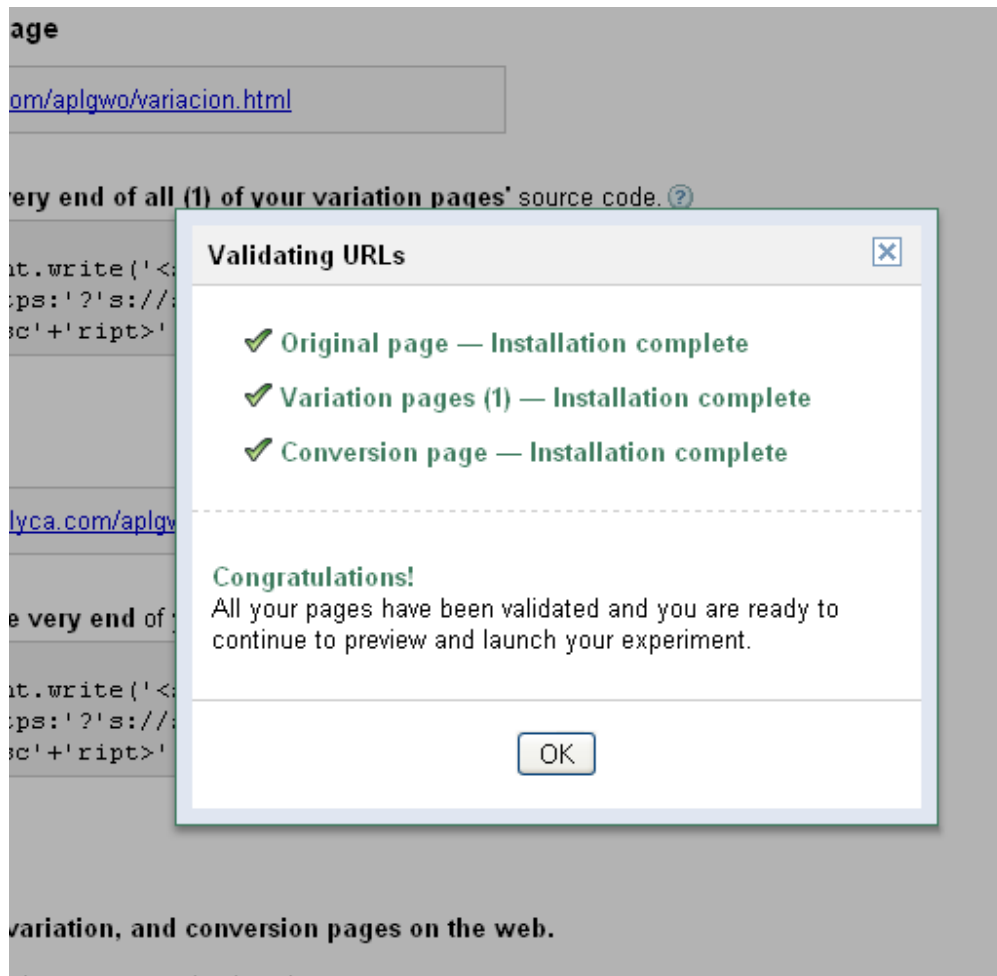 age
om/aplgwo/variacion.html
very end of all (1) of your variation pages' source code. ?
Validating URLs
nt.write('<
tps:'?'s://
sc'+'ript>'
Original page — Installation complete
Variation pages (1) — Installation complete
Conversion page — Installation complete
lyca.com/aplgw
Congratulations!
All your pages have been validated and you are ready to
continue to preview and launch your experiment.
e very end of
nt.write('<
tps:'?'s://
sc'+'ript>'
OK
variation, and conversion pages on the web.